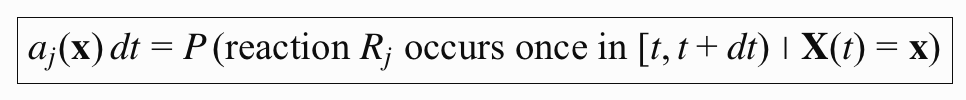 a_j(𝐱) dt = P(reaction R_j occurs once in [t, t + dt) | 𝐗(t) = 𝐱)